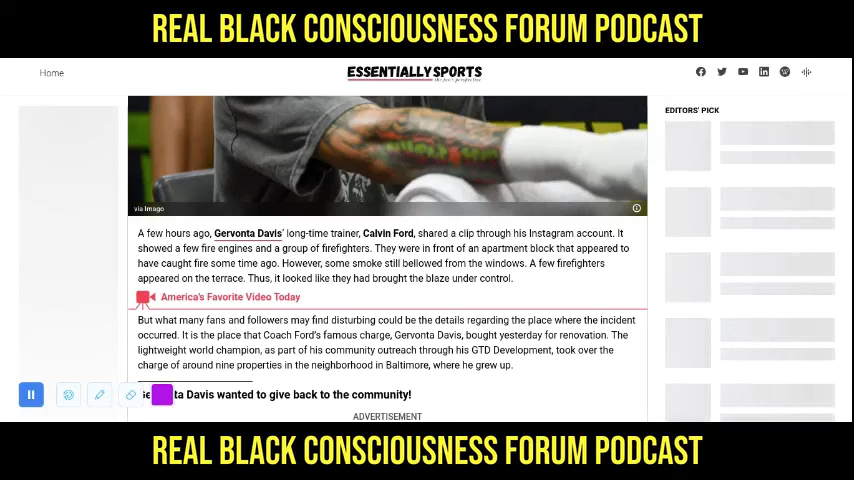 REAL BLACK CONSCIOUSNESS FORUM PODCAST
Home
ESSENTIALLYSPORTS
the fan's perspective
EDITORS' PICK
via Imago
A few hours ago, Gervonta Davis' long-time trainer, Calvin Ford, shared a clip through his Instagram account. It
showed a few fire engines and a group of firefighters. They were in front of an apartment block that appeared to
have caught fire some time ago. However, some smoke still bellowed from the windows. A few firefighters
appeared on the terrace. Thus, it looked like they had brought the blaze under control.
America's Favorite Video Today
But what many fans and followers may find disturbing could be the details regarding the place where the incident
occurred. It is the place that Coach Ford's famous charge, Gervonta Davis, bought yesterday for renovation. The
lightweight world champion, as part of his community outreach through his GTD Development, took over the
charge of around nine properties in the neighborhood in Baltimore, where he grew up.
ta Davis wanted to give back to the community!
ADVERTISEMENT
REAL BLACK CONSCIOUSNESS FORUM PODCAST